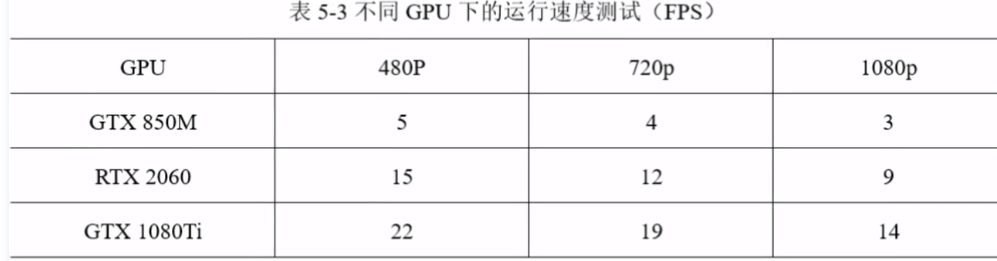 表 5-3 不同 GPU 下的运行速度测试（FPS）
GPU 480P 720p 1080p
GTX 850M 5 4 3
RTX 2060 15 12 9
GTX 1080Ti 22 19 14